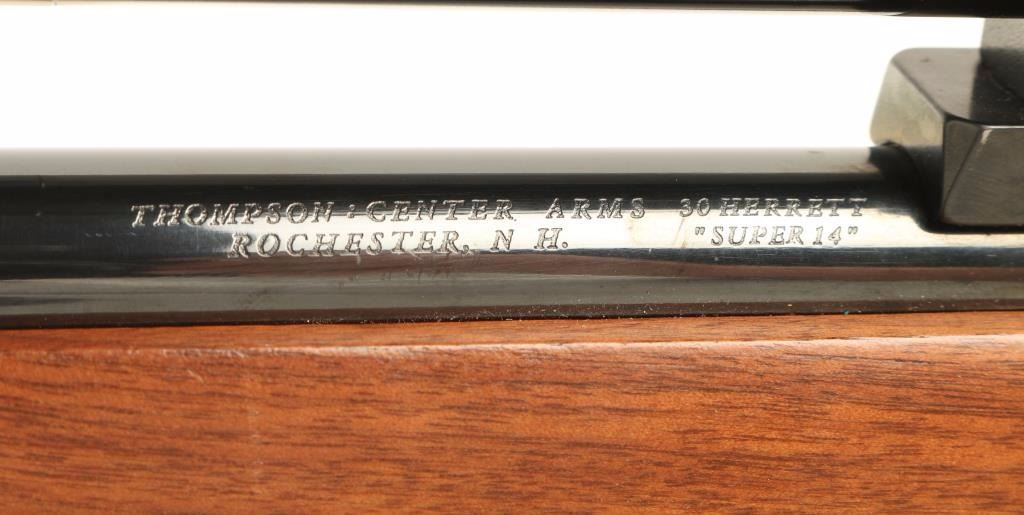 THOMPSON : CENTER ARMS 30 HERRETT
ROCHESTER, N H. "SUPER 14"